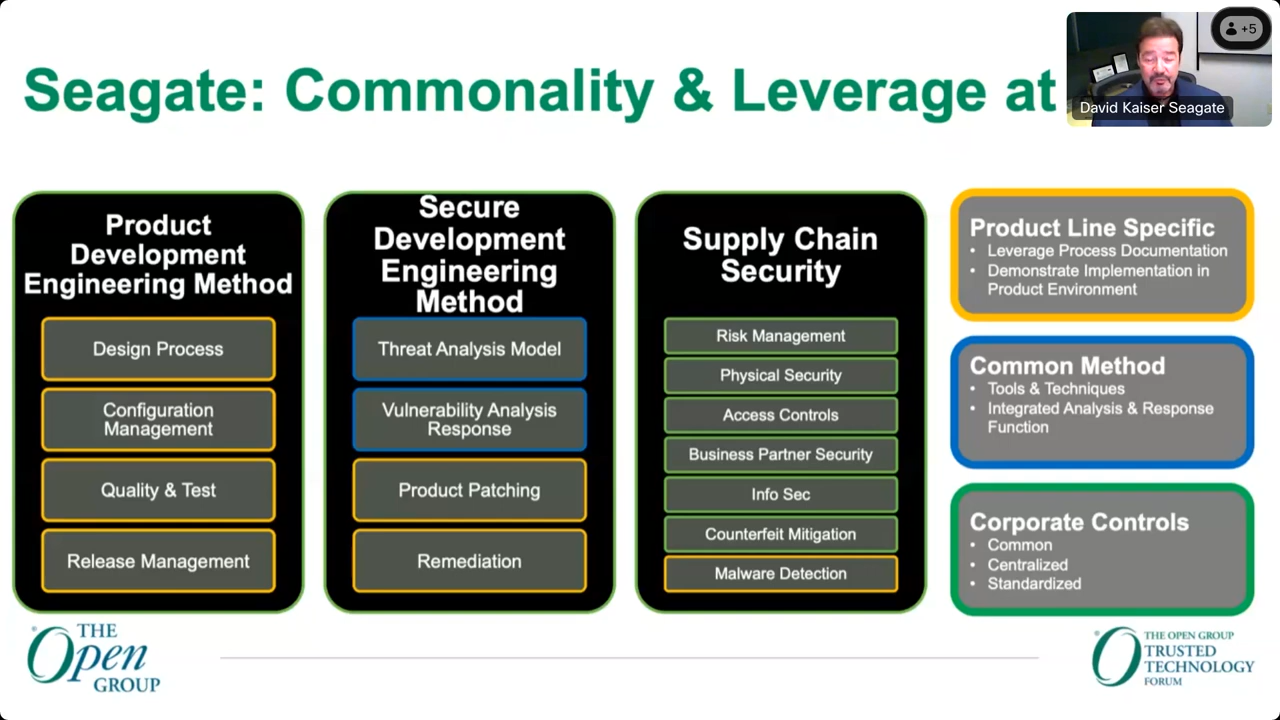 Seagate: Commonality & Leverage at
+5
David Kaiser Seagate
Product
Development
Engineering Method
Design Process
Configuration
Management
Quality & Test
Release Management
Secure
Development
Engineering
Method
Threat Analysis Model
Vulnerability Analysis
Response
Product Patching
Remediation
Supply Chain
Security
Risk Management
Physical Security
Access Controls
Business Partner Security
Info Sec
Counterfeit Mitigation
Malware Detection
Product Line Specific
• Leverage Process Documentation
• Demonstrate Implementation in
Product Environment
Common Method
• Tools & Techniques
• Integrated Analysis & Response
Function
Corporate Controls
• Common
• Centralized
• Standardized
THE
Open
GROUP
THE OPEN GROUP
TRUSTED
TECHNOLOGY
FORUM